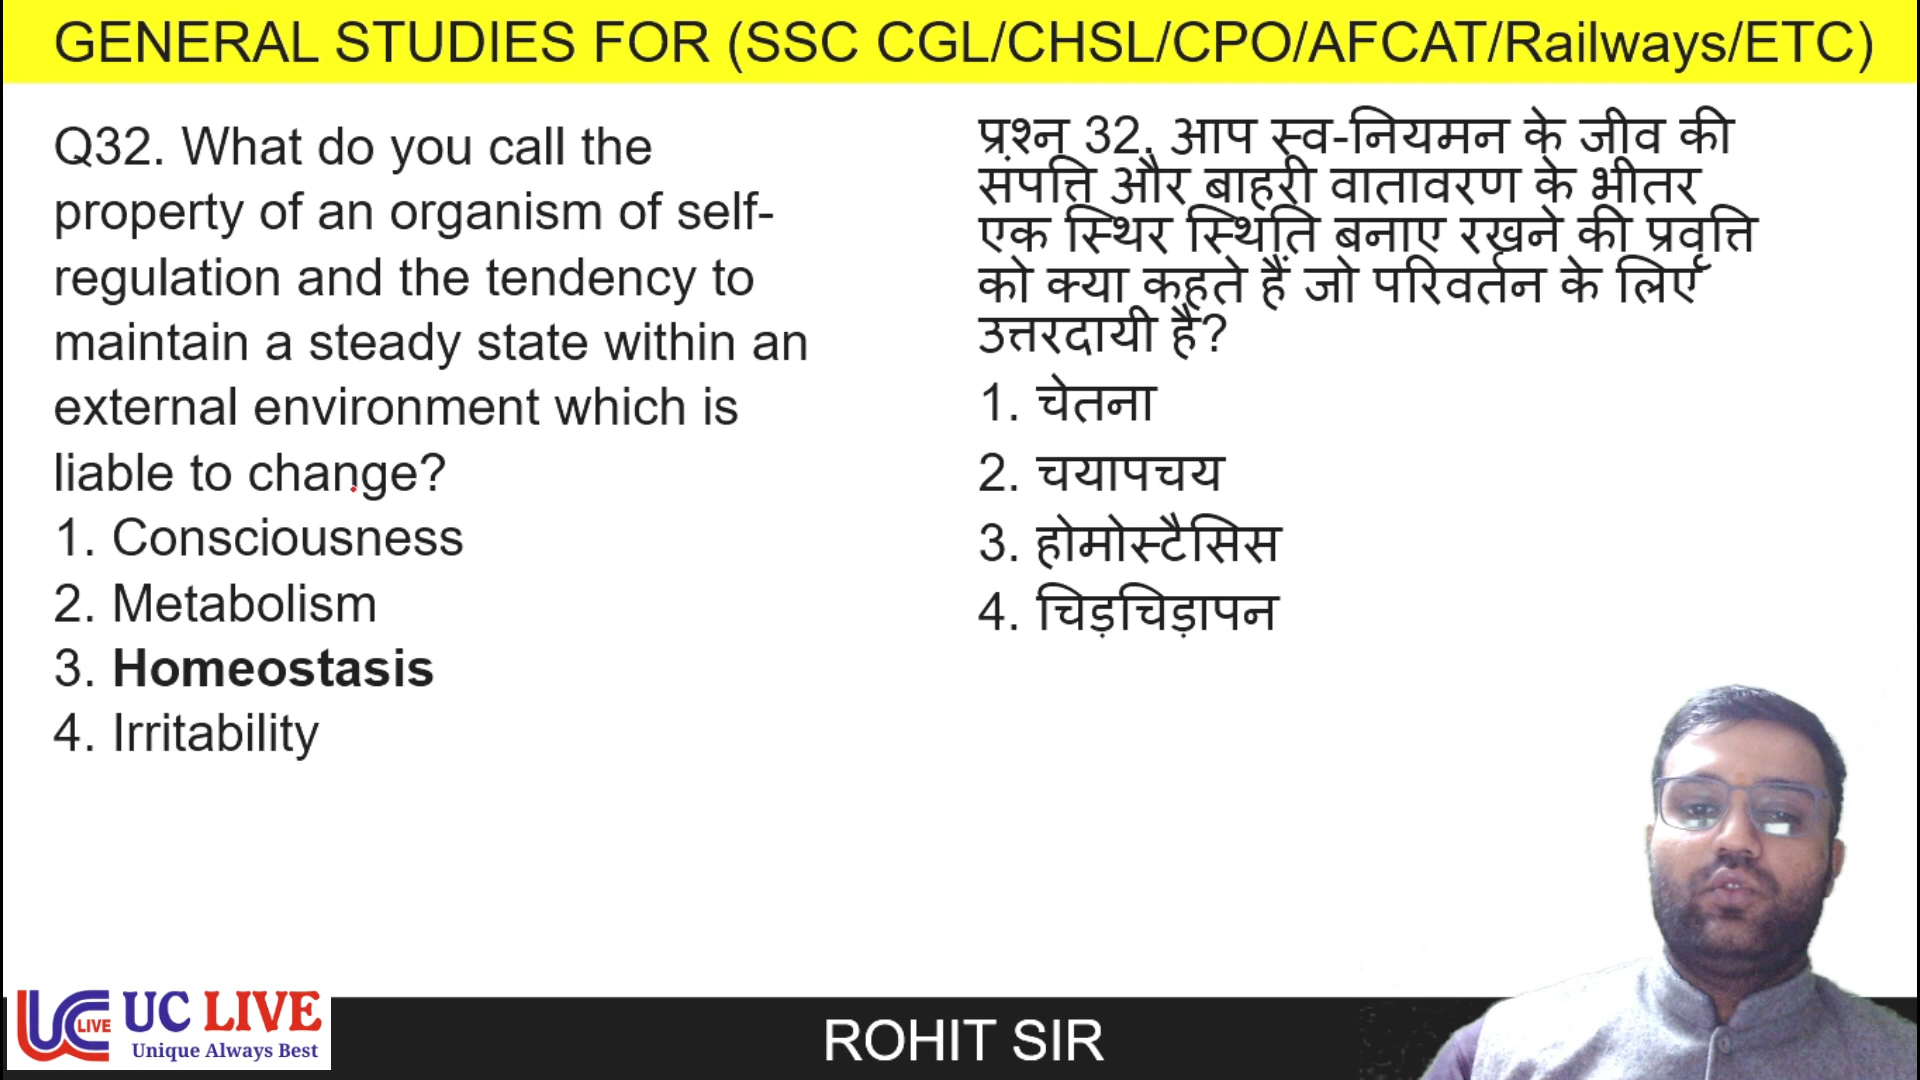 GENERAL STUDIES FOR (SSC CGL/CHSL/CPO/AFCAT/Railways/ETC)
Q32. What do you call the
property of an organism of self-
regulation and the tendency to
maintain a steady state within an
external environment which is
liable to change?
1. Consciousness
2. Metabolism
3. Homeostasis
4. Irritability
प्रश्न 32. आप स्व-नियमन के जीव की
संपत्ति और बाहरी वातावरण के भीतर
एक स्थिर स्थिति बनाए रखने की प्रवृत्ति
को क्या कहते हैं जो परिवर्तन के लिए
उत्तरदायी है?
1. चेतना
2. चयापचय
3. होमोस्टैसिस
4. चिड़चिड़ापन
UC LIVE UC LIVE
Unique Always Best
ROHIT SIR